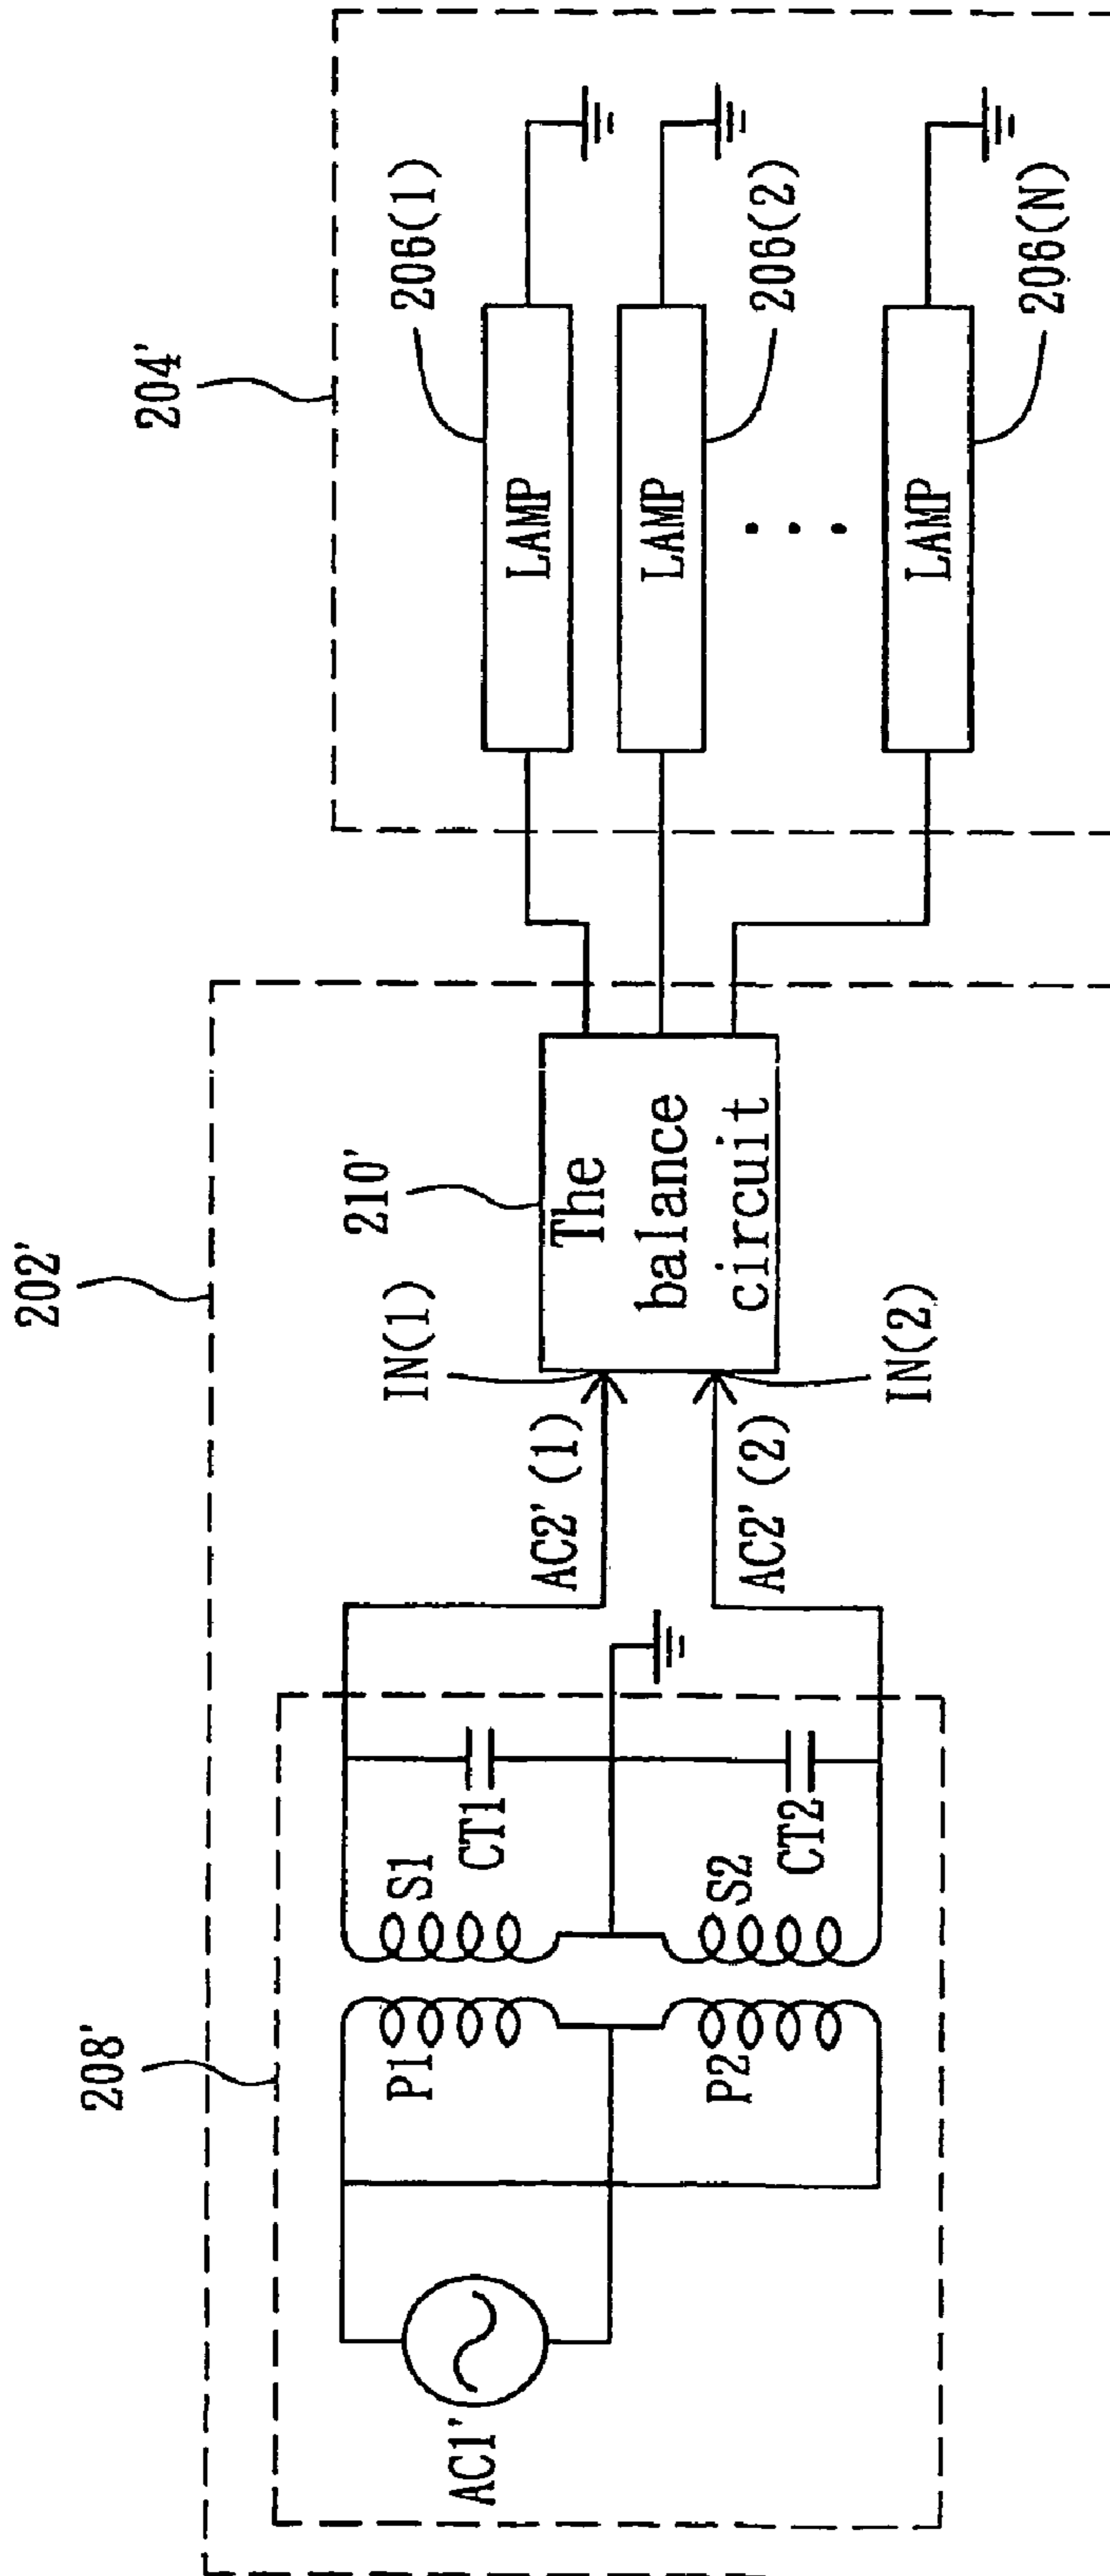 202'
204'
208'
210'
206(1)
206(2)
206(N)
LAMP
LAMP
LAMP
IN(1)
IN(2)
The
balance
circuit
AC2'(1)
AC2'(2)
S1
CT1
S2
CT2
P1
P2
AC1'